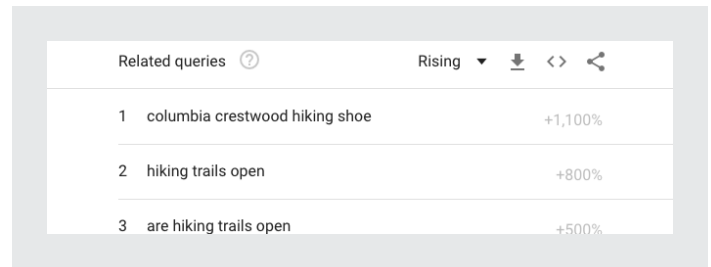 Related queries ? Rising
1 columbia crestwood hiking shoe +1,100%
2 hiking trails open +800%
3 are hiking trails open +500%